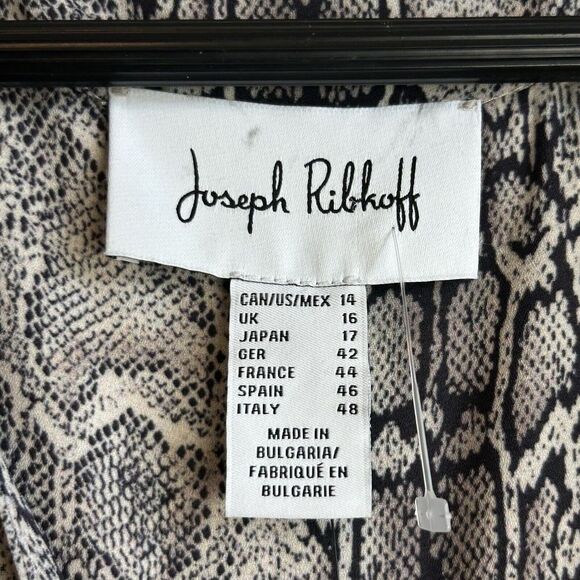 Joseph Ribkoff
CAN/US/MEX 14
UK 16
JAPAN 17
GER 42
FRANCE 44
SPAIN 46
ITALY 48
MADE IN
BULGARIA/
FABRIQUÉ EN
BULGARIE